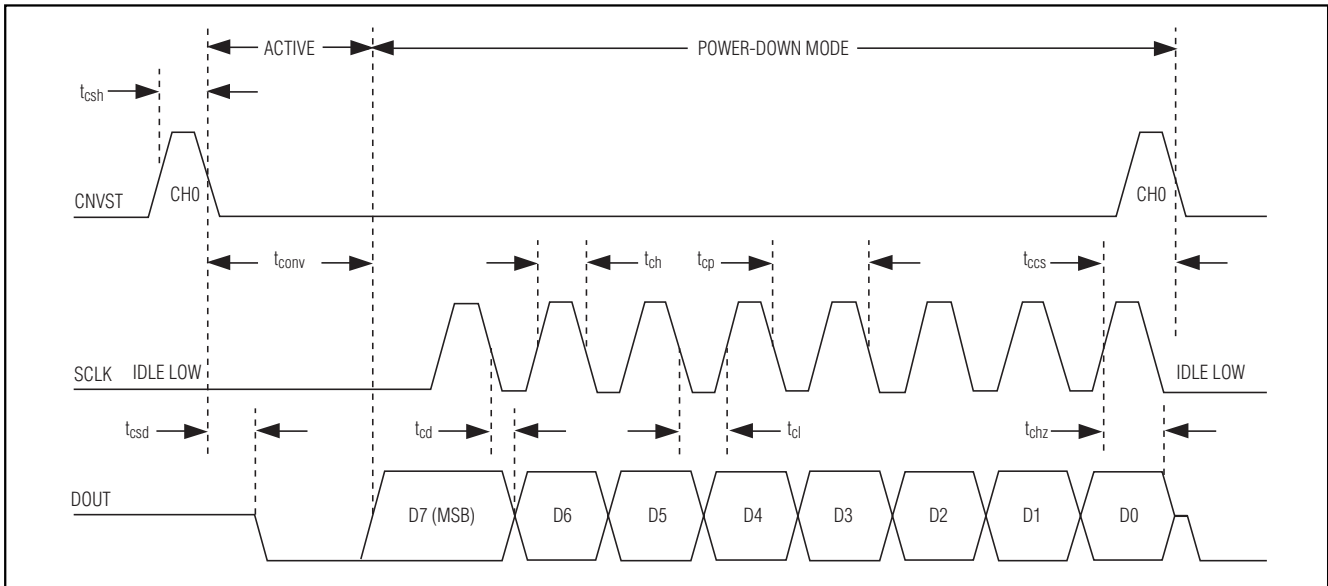 ACTIVE
POWER-DOWN MODE
tcsh
CNVST
CH0
CH0
tconv
tch
tcp
tccs
SCLK
IDLE LOW
IDLE LOW
tcsd
tcd
tcl
tchz
DOUT
D7 (MSB)
D6
D5
D4
D3
D2
D1
D0